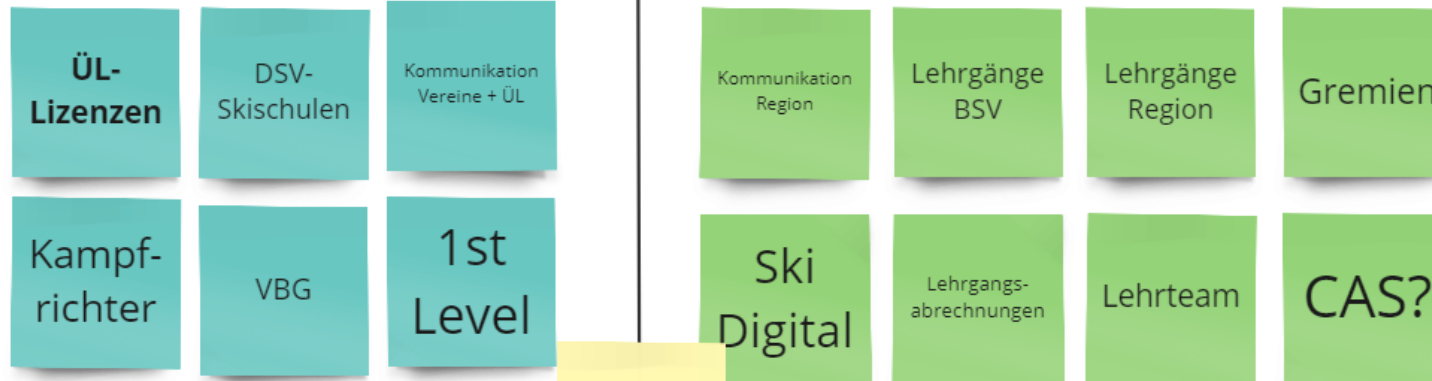 ÜL-
Lizenzen
DSV-
Skischulen
Kommunikation
Vereine + ÜL
Kommunikation
Region
Lehrgänge
BSV
Lehrgänge
Region
Gremien
Kampf-
richter
VBG
1st
Level
Ski
Digital
Lehrgangs-
abrechnungen
Lehrteam
CAS?